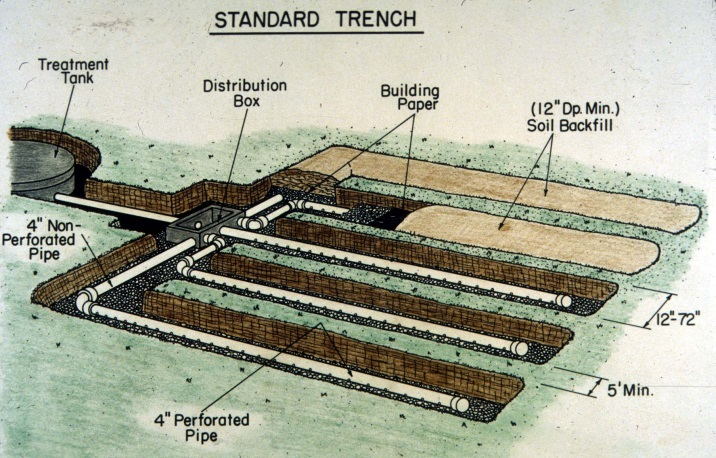 STANDARD TRENCH
Treatment
Tank
Distribution
Box
Building
Paper
(12" Dp. Min.)
Soil Backfill
4" Non-
Perforated
Pipe
12"-72"
5' Min.
4" Perforated
Pipe